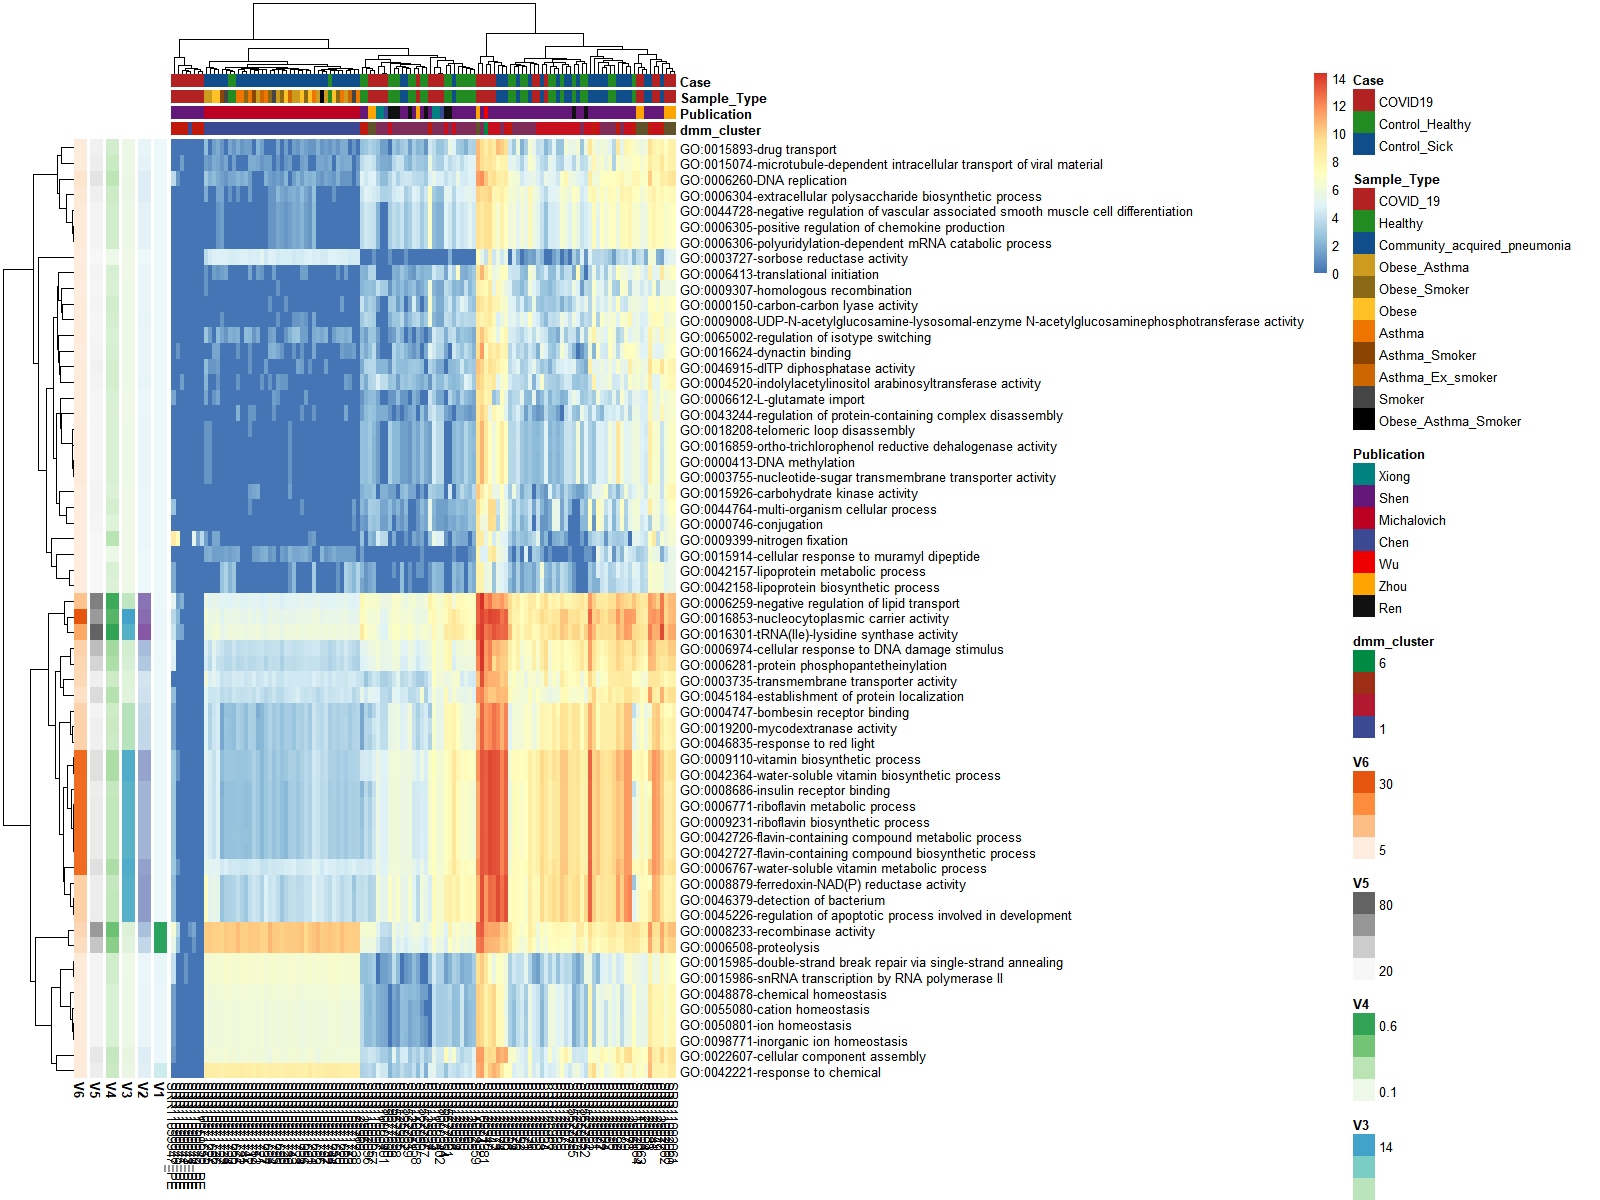 Case
Sample_Type
Publication
dmm_cluster
GO:0015893-drug transport
GO:0015074-microtubule-dependent intracellular transport of viral material
GO:0006260-DNA replication
GO:0006304-extracellular polysaccharide biosynthetic process
GO:0044728-negative regulation of vascular associated smooth muscle cell differentiation
GO:0006305-positive regulation of chemokine production
GO:0006306-polyuridylation-dependent mRNA catabolic process
GO:0003727-sorbose reductase activity
GO:0006413-translational initiation
GO:0009307-homologous recombination
GO:0000150-carbon-carbon lyase activity
GO:0009008-UDP-N-acetylglucosamine-lysosomal-enzyme N-acetylglucosaminephosphotransferase activity
GO:0065002-regulation of isotype switching
GO:0016624-dynactin binding
GO:0046915-dITP diphosphatase activity
GO:0004520-indolylacetylinositol arabinosyltransferase activity
GO:0006612-L-glutamate import
GO:0043244-regulation of protein-containing complex disassembly
GO:0018208-telomeric loop disassembly
GO:0016859-ortho-trichlorophenol reductive dehalogenase activity
GO:0000413-DNA methylation
GO:0003755-nucleotide-sugar transmembrane transporter activity
GO:0015926-carbohydrate kinase activity
GO:0044764-multi-organism cellular process
GO:0000746-conjugation
GO:0009399-nitrogen fixation
GO:0015914-cellular response to muramyl dipeptide
GO:0042157-lipoprotein metabolic process
GO:0042158-lipoprotein biosynthetic process
GO:0006259-negative regulation of lipid transport
GO:0016853-nucleocytoplasmic carrier activity
GO:0016301-tRNA(Ile)-lysidine synthase activity
GO:0006974-cellular response to DNA damage stimulus
GO:0006281-protein phosphopantetheinylation
GO:0003735-transmembrane transporter activity
GO:0045184-establishment of protein localization
GO:0004747-bombesin receptor binding
GO:0019200-mycodextranase activity
GO:0046835-response to red light
GO:0009110-vitamin biosynthetic process
GO:0042364-water-soluble vitamin biosynthetic process
GO:0008686-insulin receptor binding
GO:0006771-riboflavin metabolic process
GO:0009231-riboflavin biosynthetic process
GO:0042726-flavin-containing compound metabolic process
GO:0042727-flavin-containing compound biosynthetic process
GO:0006767-water-soluble vitamin metabolic process
GO:0008879-ferredoxin-NAD(P) reductase activity
GO:0046379-detection of bacterium
GO:0045226-regulation of apoptotic process involved in development
GO:0008233-recombinase activity
GO:0006508-proteolysis
GO:0015985-double-strand break repair via single-strand annealing
GO:0015986-snRNA transcription by RNA polymerase II
GO:0048878-chemical homeostasis
GO:0055080-cation homeostasis
GO:0050801-ion homeostasis
GO:0098771-inorganic ion homeostasis
GO:0022607-cellular component assembly
GO:0042221-response to chemical
V6
V5
V4
V3
V2
V1
14
12
10
8
6
4
2
0
Case
COVID19
Control_Healthy
Control_Sick
Sample_Type
COVID_19
Healthy
Community_acquired_pneumonia
Obese_Asthma
Obese_Smoker
Obese
Asthma
Asthma_Smoker
Asthma_Ex_smoker
Smoker
Obese_Asthma_Smoker
Publication
Xiong
Shen
Michalovich
Chen
Wu
Zhou
Ren
dmm_cluster
6
1
V6
30
5
V5
80
20
V4
0.6
0.1
V3
14